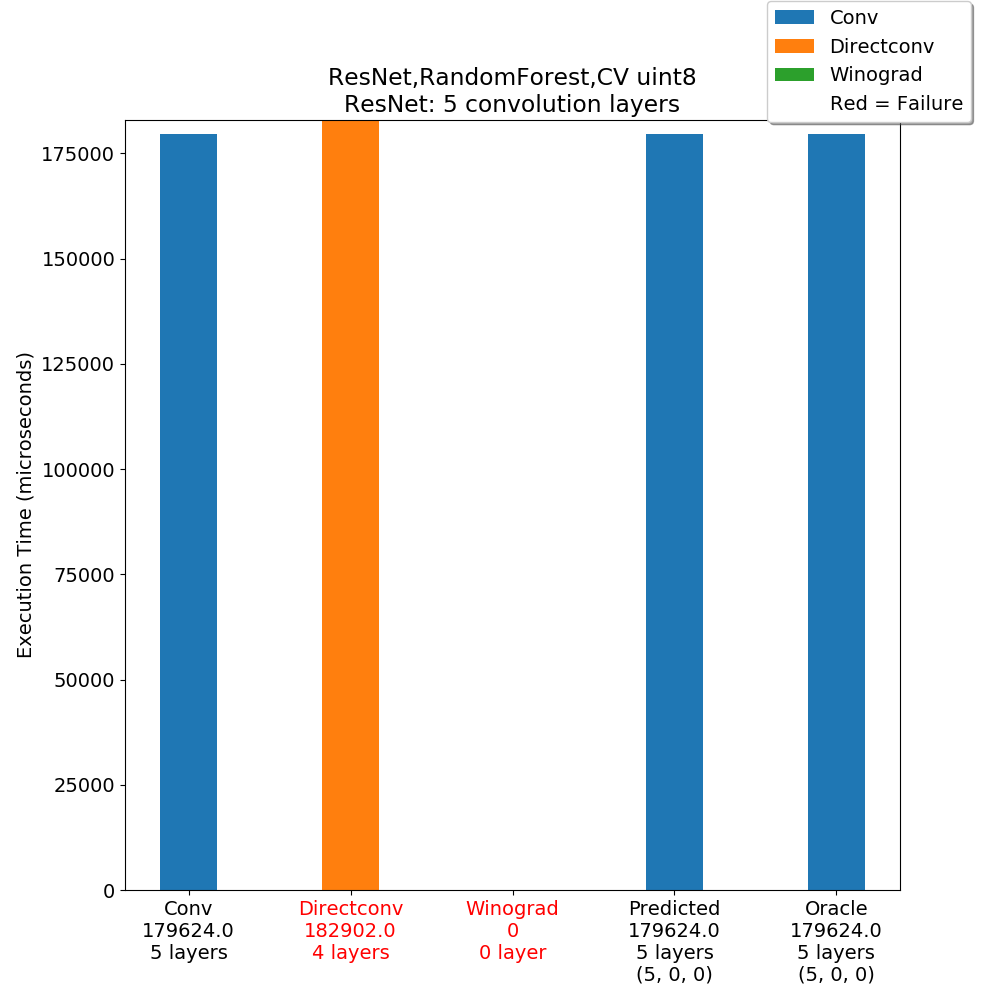 Conv
Directconv
Winograd
Red = Failure
ResNet,RandomForest,CV uint8
ResNet: 5 convolution layers
Execution Time (microseconds)
175000
150000
125000
100000
75000
50000
25000
0
Conv
179624.0
5 layers
Directconv
182902.0
4 layers
Winograd
0
0 layer
Predicted
179624.0
5 layers
(5, 0, 0)
Oracle
179624.0
5 layers
(5, 0, 0)